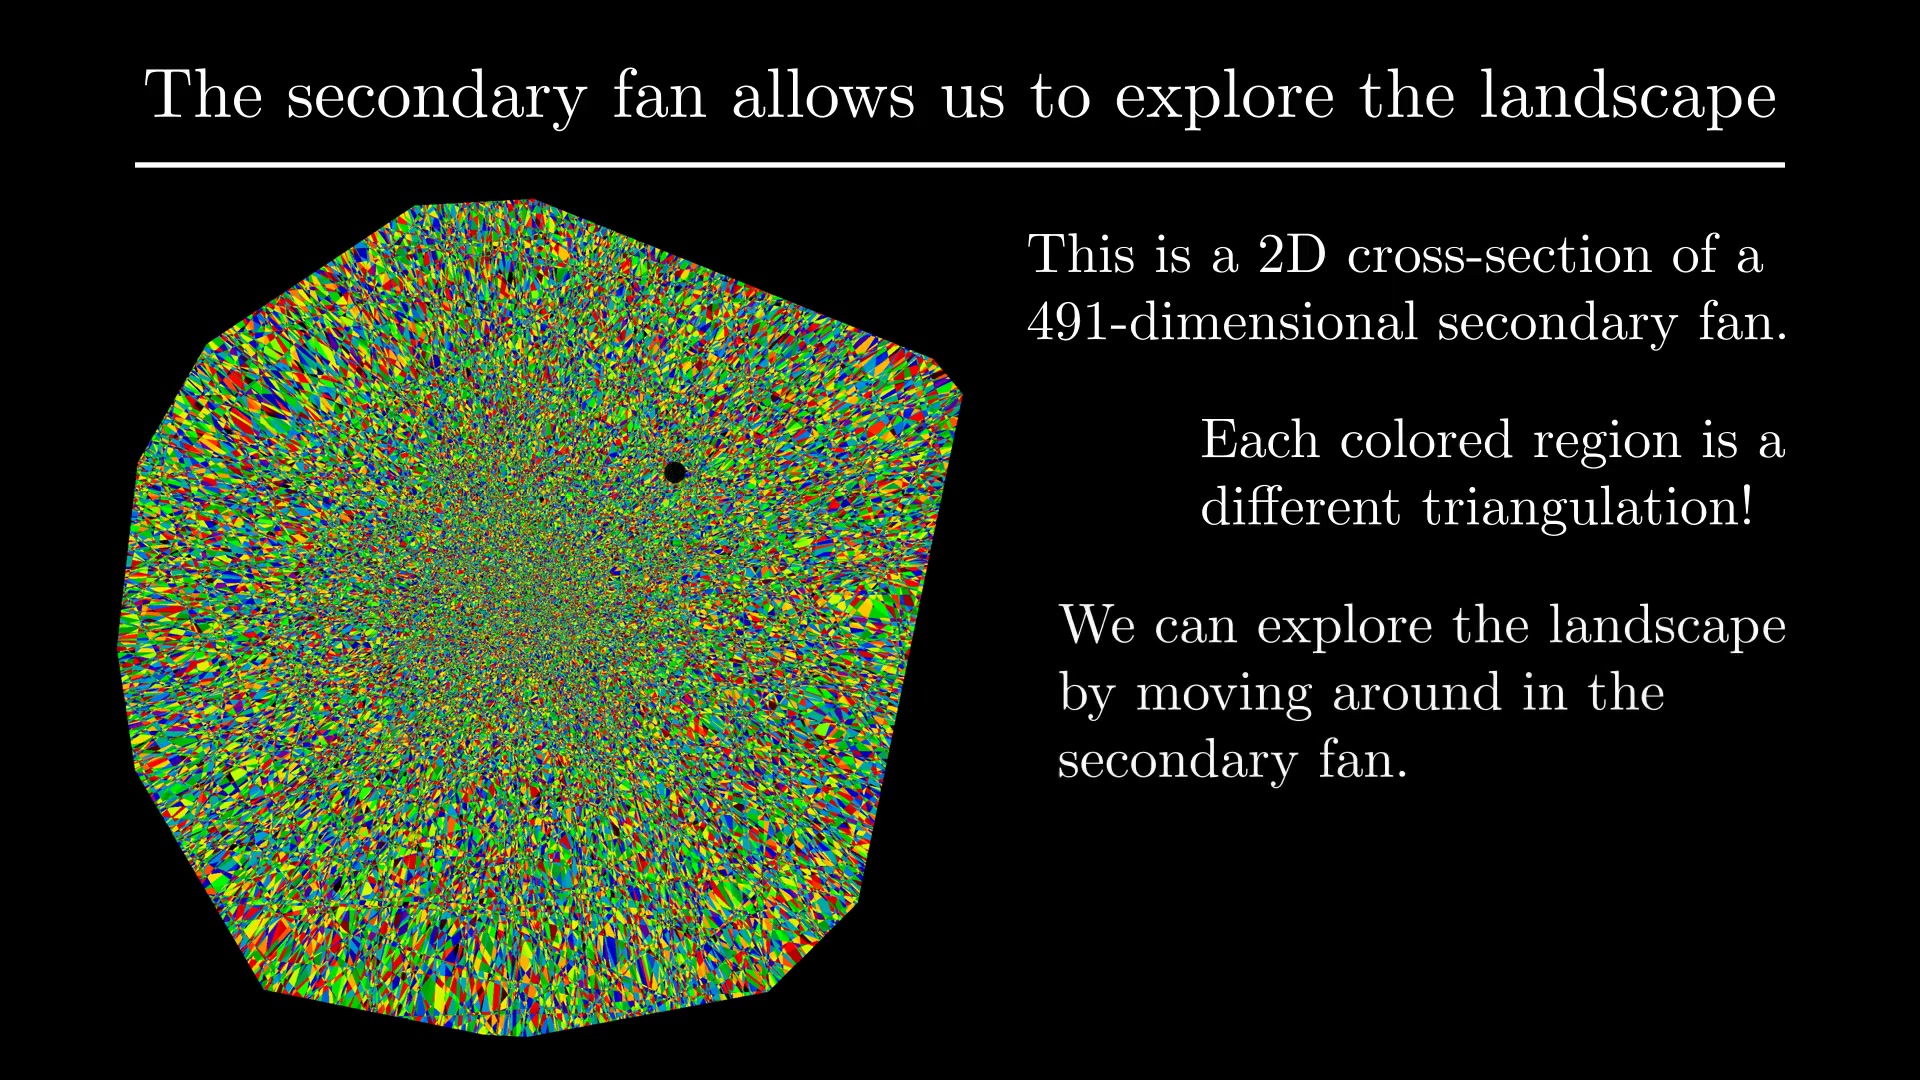 The secondary fan allows us to explore the landscape
This is a 2D cross-section of a
491-dimensional secondary fan.
Each colored region is a
different triangulation!
We can explore the landscape
by moving around in the
secondary fan.